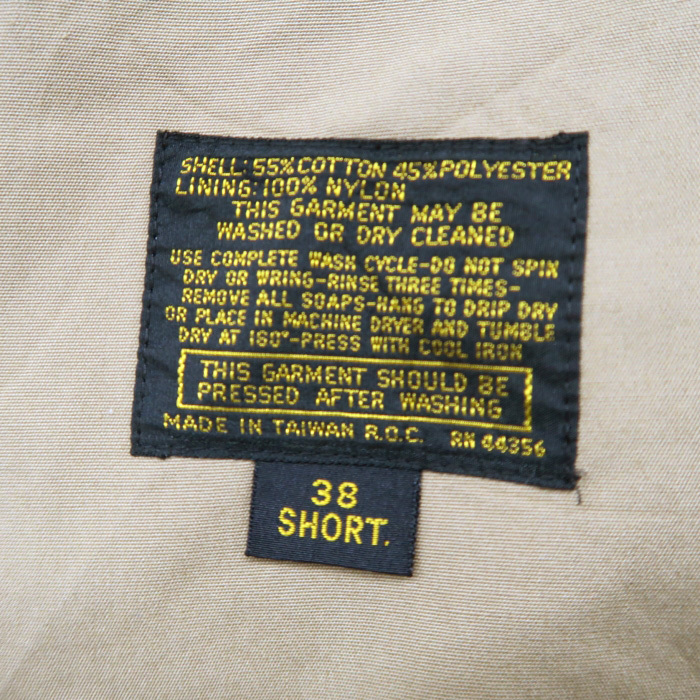 SHELL: 55% COTTON 45% POLYESTER
LINING: 100% NYLON
THIS GARMENT MAY BE
WASHED OR DRY CLEANED
USE COMPLETE WASH CYCLE-DO NOT SPIN
DRY OR WRING-RINSE THREE TIMES-
REMOVE ALL SOAPS-HANG TO DRIP DRY
OR PLACE IN MACHINE DRYER AND TUMBLE
DRY AT 160°-PRESS WITH COOL IRON
THIS GARMENT SHOULD BE
PRESSED AFTER WASHING
MADE IN TAIWAN R.O.C. RN 44356
38
SHORT.